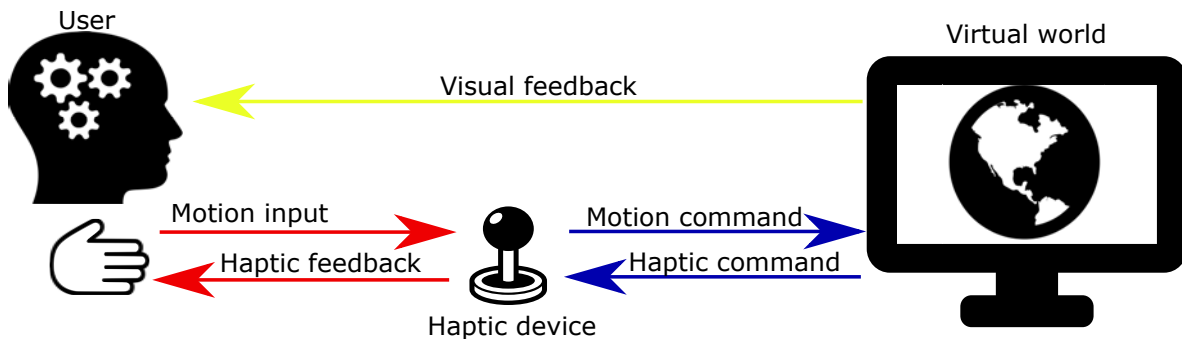 User
Virtual world
Visual feedback
Motion input
Motion command
Haptic feedback
Haptic command
Haptic device